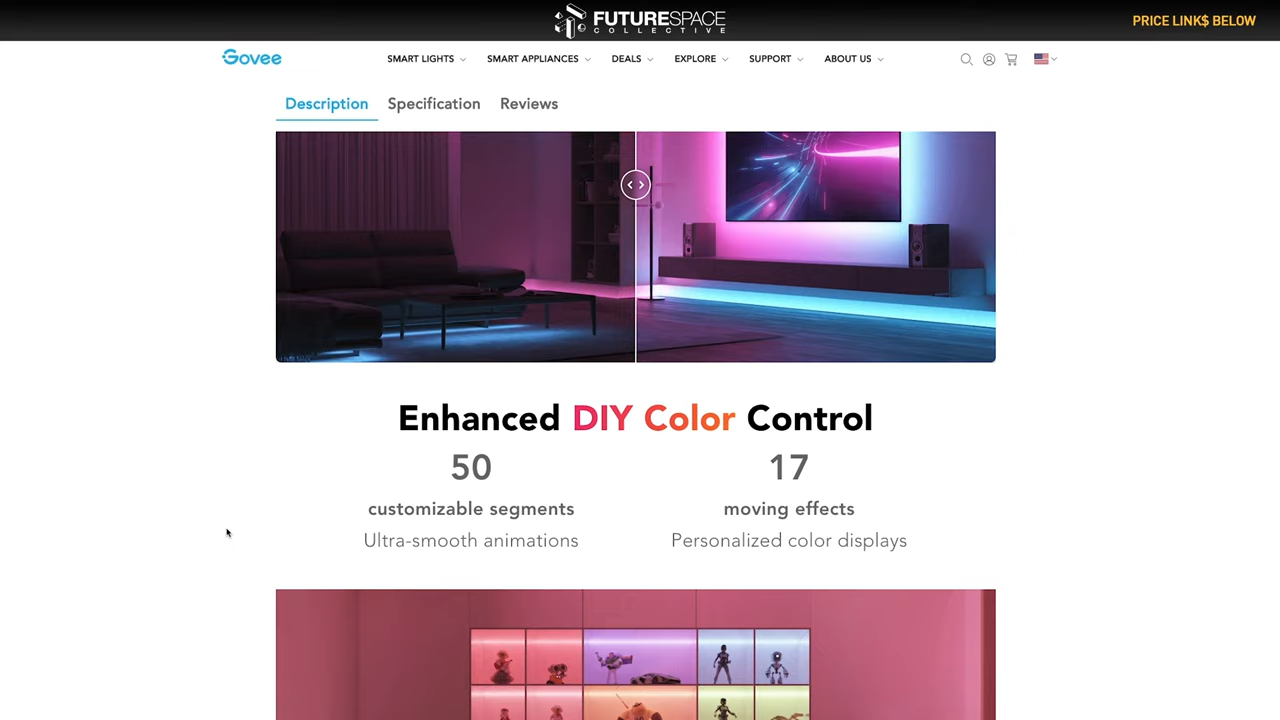 FUTURESPACE
COLLECTIVE
PRICE LINK$ BELOW
Govee
SMART LIGHTS
SMART APPLIANCES
DEALS
EXPLORE
SUPPORT
ABOUT US
Description
Specification
Reviews
Enhanced DIY Color Control
50
customizable segments
Ultra-smooth animations
17
moving effects
Personalized color displays